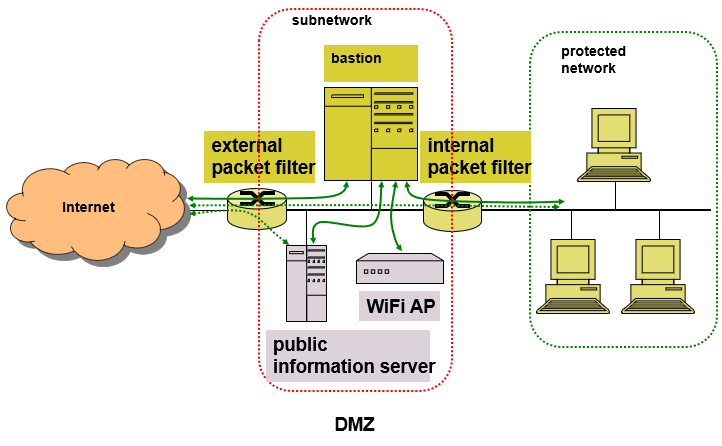 subnetwork
bastion
protected
network
external
packet filter
internal
packet filter
Internet
WiFi AP
public
information server
DMZ